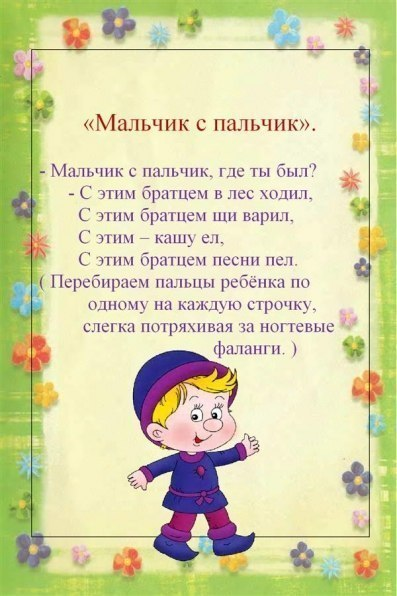 «Мальчик с пальчик».
- Мальчик с пальчик, где ты был?
- С этим братцем в лес ходил,
С этим братцем щи варил,
С этим – кашу ел,
С этим братцем песни пел.
( Перебираем пальцы ребёнка по
одному на каждую строчку,
слегка потряхивая за ногтевые
фаланги. )